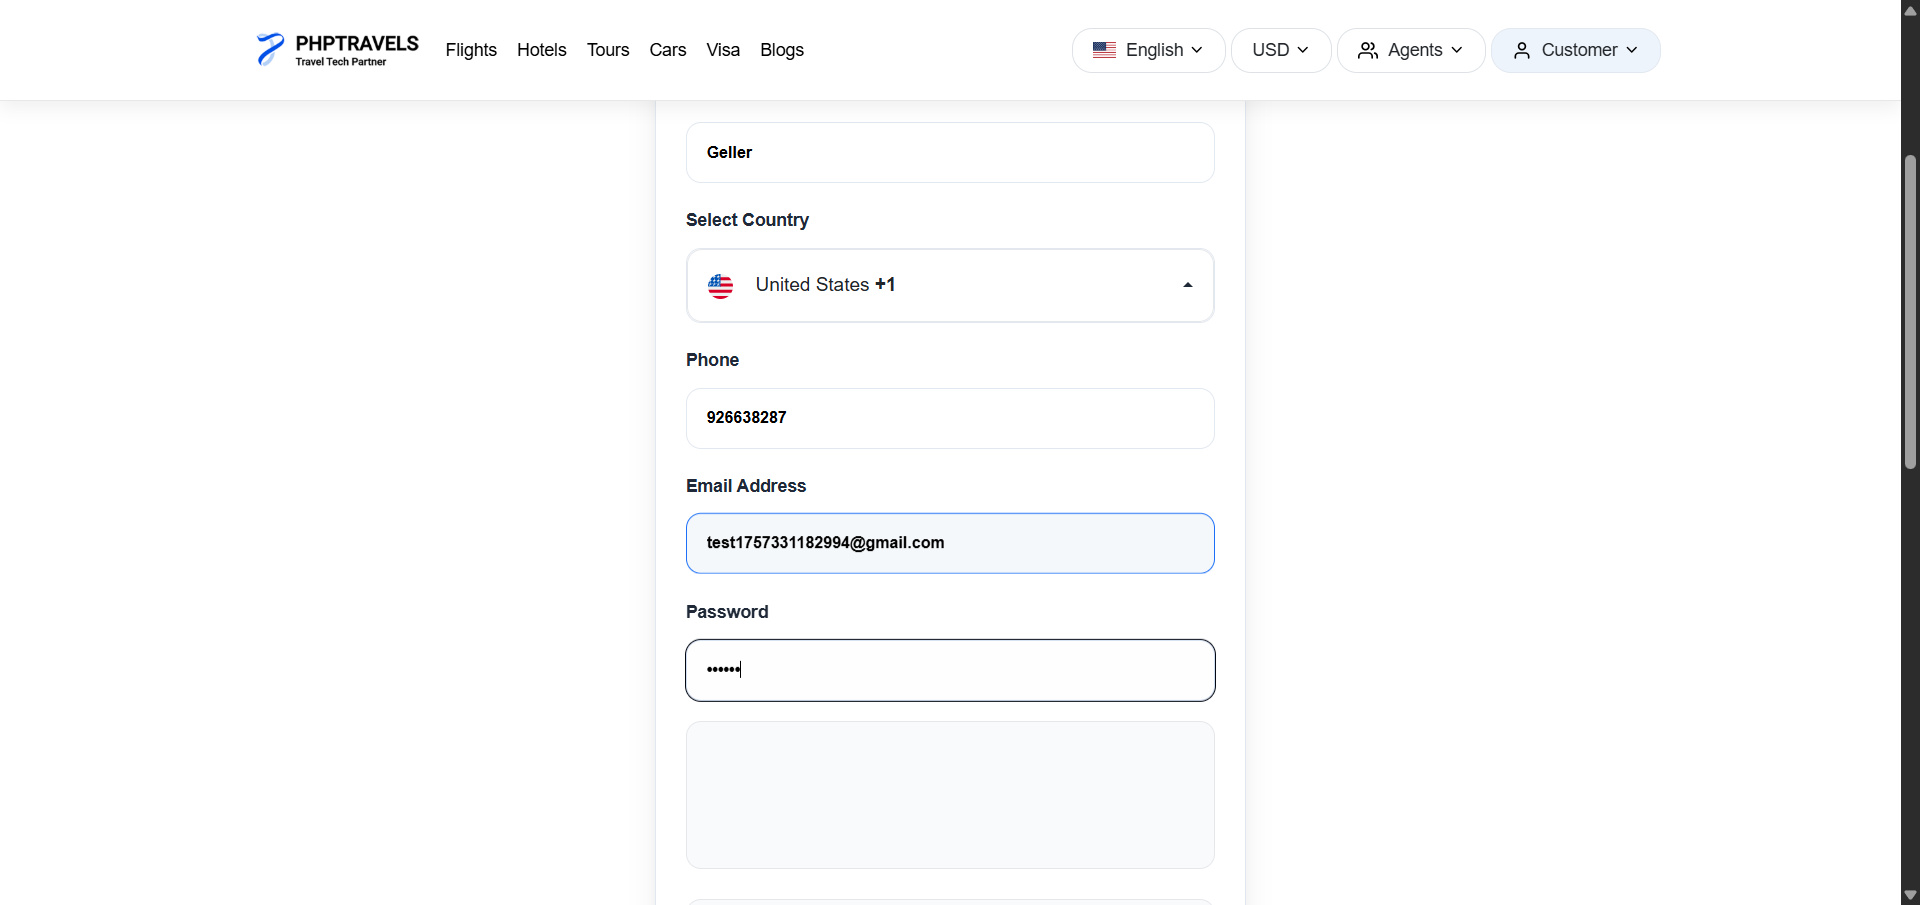 PHPTRAVELS
Travel Tech Partner
Flights Hotels Tours Cars Visa Blogs
English USD Agents Customer
Geller
Select Country
United States +1
Phone
926638287
Email Address
test1757331182994@gmail.com
Password
••••••